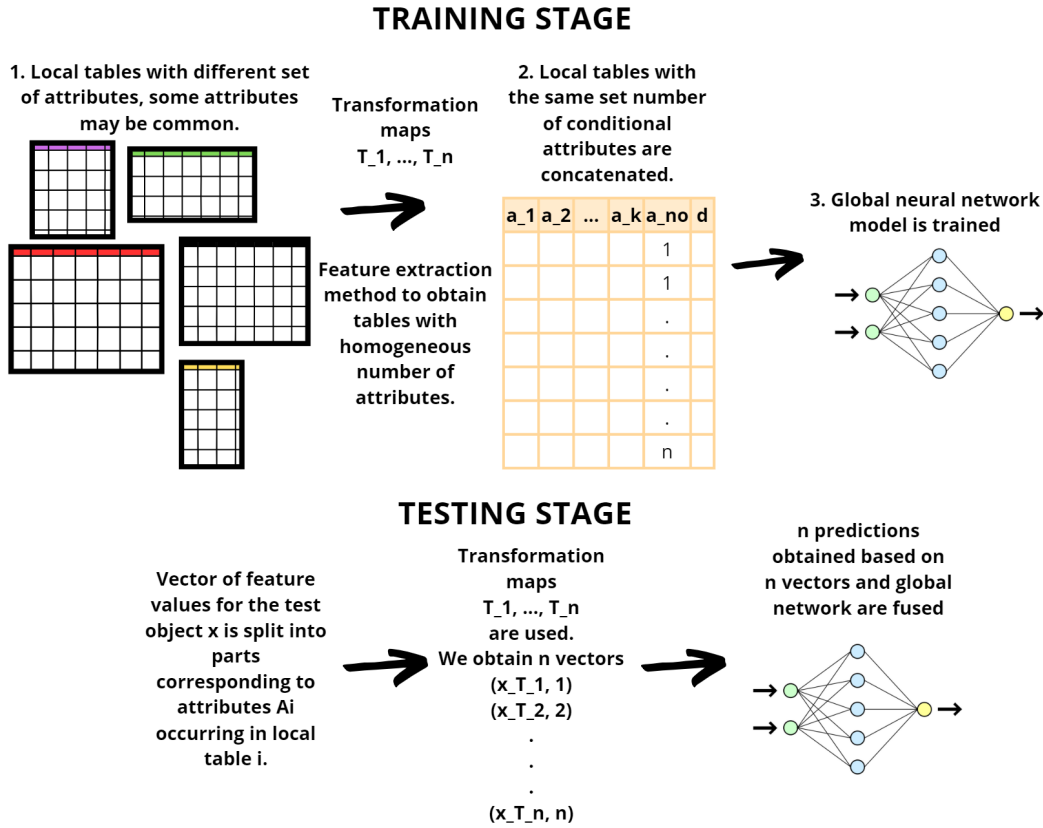 TRAINING STAGE
1. Local tables with different set
of attributes, some attributes
may be common.
Transformation
maps
T_1, ..., T_n
Feature extraction
method to obtain
tables with
homogeneous
number of
attributes.
2. Local tables with
the same set number
of conditional
attributes are
concatenated.
a_1 a_2 ... a_k a_no d
1
1
.
.
.
.
n
3. Global neural network
model is trained
TESTING STAGE
Vector of feature
values for the test
object x is split into
parts
corresponding to
attributes Ai
occurring in local
table i.
Transformation
maps
T_1, ..., T_n
are used.
We obtain n vectors
(x_T_1, 1)
(x_T_2, 2)
.
.
.
(x_T_n, n)
n predictions
obtained based on
n vectors and global
network are fused